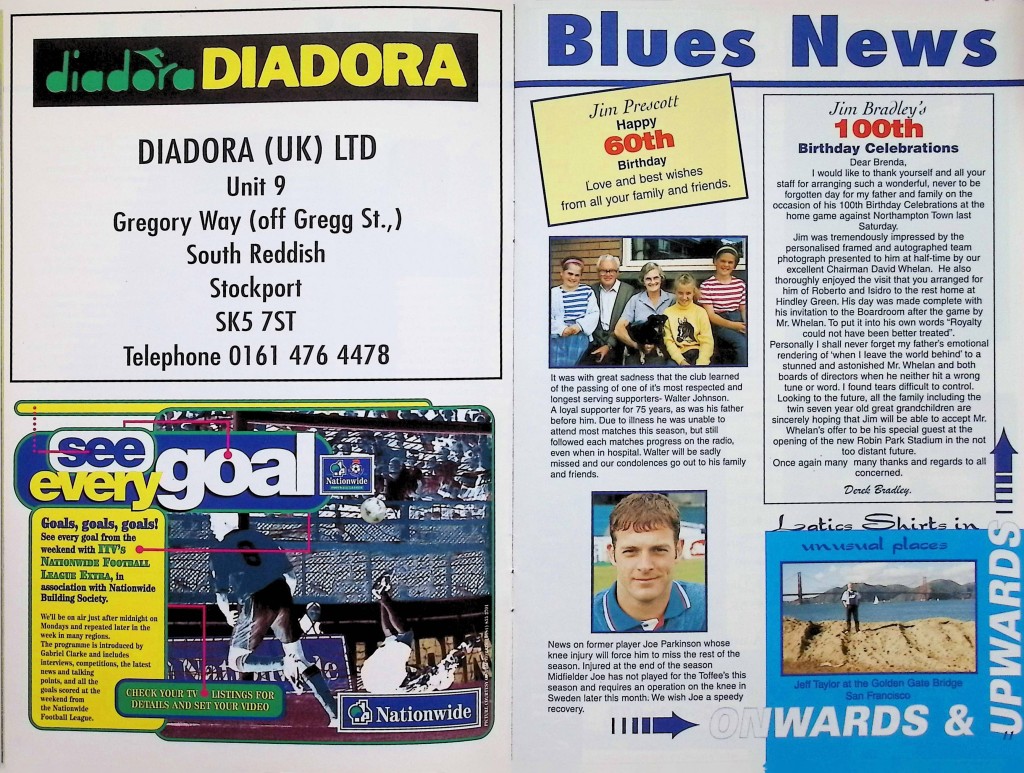 diadora DIADORA
DIADORA (UK) LTD
Unit 9
Gregory Way (off Gregg St.,)
South Reddish
Stockport
SK5 7ST
Telephone 0161 476 4478
see
every goal
Nationwide
FOOTBALL LEAGUE
Goals, goals, goals!
See every goal from the
weekend with ITV's
NATIONWIDE FOOTBALL
LEAGUE EXTRA, in
association with Nationwide
Building Society.
We'll be on air just after midnight on
Mondays and repeated later in the
week in many regions.
The programme is introduced by
Gabriel Clarke and includes
interviews, competitions, the latest
news and talking
points, and all the
goals scored at the
weekend from
the Nationwide
Football League.
CHECK YOUR TV LISTINGS FOR
DETAILS AND SET YOUR VIDEO
Nationwide
Blues News
Jim Prescott
Happy
60th
Birthday
Love and best wishes
from all your family and friends.
It was with great sadness that the club learned
of the passing of one of it's most respected and
longest serving supporters- Walter Johnson.
A loyal supporter for 75 years, as was his father
before him. Due to illness he was unable to
attend most matches this season, but still
followed each matches progress on the radio,
even when in hospital. Walter will be sadly
missed and our condolences go out to his family
and friends.
News on former player Joe Parkinson whose
knee injury will force him to miss the rest of the
season. Injured at the end of the season
Midfielder Joe has not played for the Toffee's this
season and requires an operation on the knee in
Sweden later this month. We wish Joe a speedy
recovery.
Jim Bradley's
100th
Birthday Celebrations
Dear Brenda,
I would like to thank yourself and all your
staff for arranging such a wonderful, never to be
forgotten day for my father and family on the
occasion of his 100th Birthday Celebrations at the
home game against Northampton Town last
Saturday.
Jim was tremendously impressed by the
personalised framed and autographed team
photograph presented to him at half-time by our
excellent Chairman David Whelan. He also
thoroughly enjoyed the visit that you arranged for
him of Roberto and Isidro to the rest home at
Hindley Green. His day was made complete with
his invitation to the Boardroom after the game by
Mr. Whelan. To put it into his own words "Royalty
could not have been better treated".
Personally I shall never forget my father's emotional
rendering of 'when I leave the world behind' to a
stunned and astonished Mr. Whelan and both
boards of directors when he neither hit a wrong
tune or word. I found tears difficult to control.
Looking to the future, all the family including the
twin seven year old great grandchildren are
sincerely hoping that Jim will be able to accept Mr.
Whelan's offer to be his special guest at the
opening of the new Robin Park Stadium in the not
too distant future.
Once again many many thanks and regards to all
concerned.
Derek Bradley.
Latics Shirts in
unusual places
Jeff Taylor at the Golden Gate Bridge
San Francisco
ONWARDS &
UPWARDS
11